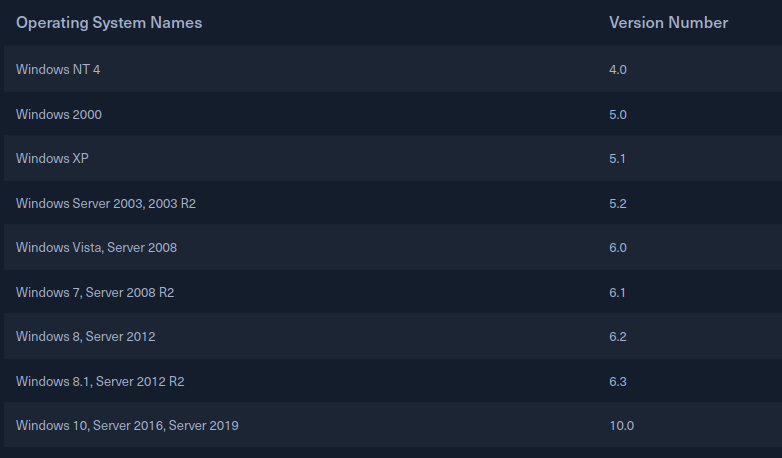 Operating System Names Version Number
Windows NT 4 4.0
Windows 2000 5.0
Windows XP 5.1
Windows Server 2003, 2003 R2 5.2
Windows Vista, Server 2008 6.0
Windows 7, Server 2008 R2 6.1
Windows 8, Server 2012 6.2
Windows 8.1, Server 2012 R2 6.3
Windows 10, Server 2016, Server 2019 10.0